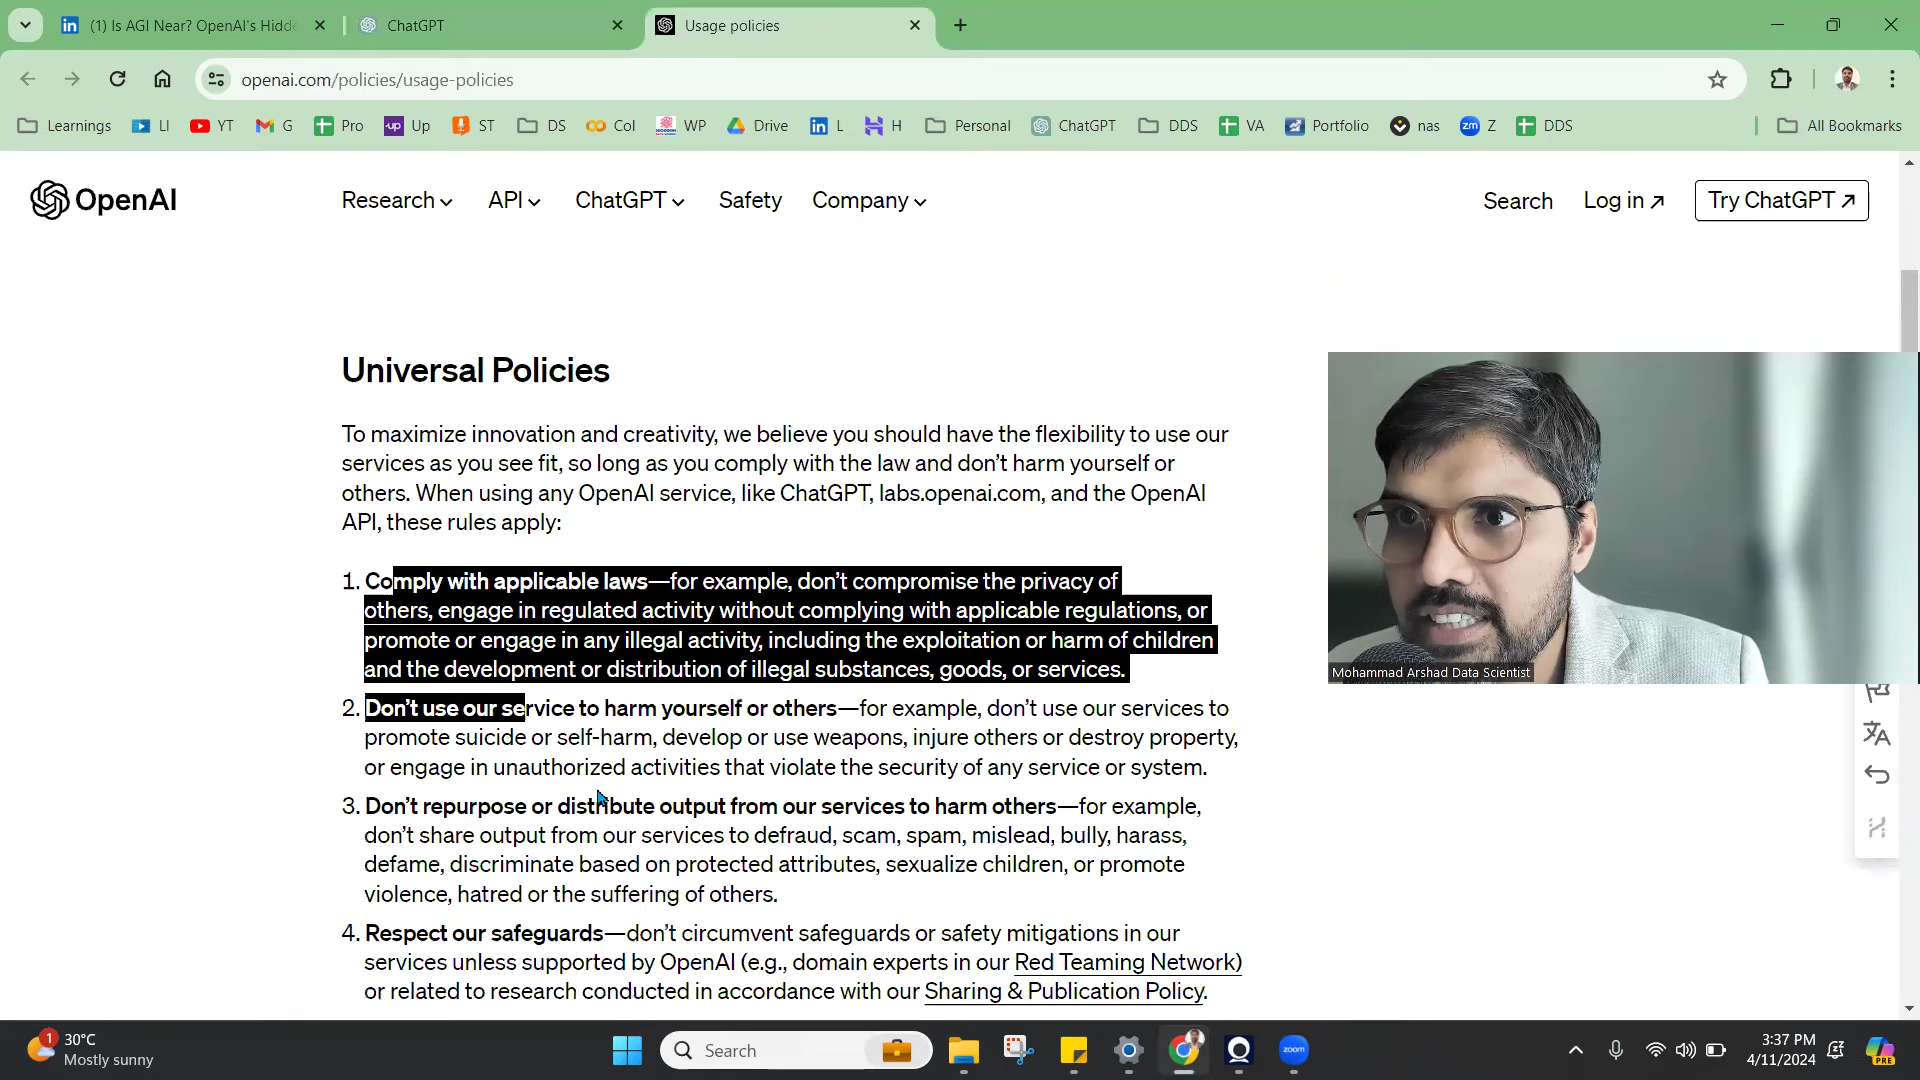 (1) Is AGI Near? OpenAI's Hidde
ChatGPT
Usage policies
openai.com/policies/usage-policies
Learnings
LI
YT
G
Pro
Up
ST
DS
Col
WP
Drive
L
H
Personal
ChatGPT
DDS
VA
Portfolio
nas
Z
DDS
All Bookmarks
OpenAI
Research
API
ChatGPT
Safety
Company
Search
Log in ↗
Try ChatGPT ↗
Universal Policies
To maximize innovation and creativity, we believe you should have the flexibility to use our
services as you see fit, so long as you comply with the law and don’t harm yourself or
others. When using any OpenAI service, like ChatGPT, labs.openai.com, and the OpenAI
API, these rules apply:
1. Comply with applicable laws—for example, don’t compromise the privacy of
others, engage in regulated activity without complying with applicable regulations, or
promote or engage in any illegal activity, including the exploitation or harm of children
and the development or distribution of illegal substances, goods, or services.
2. Don’t use our service to harm yourself or others—for example, don’t use our services to
promote suicide or self-harm, develop or use weapons, injure others or destroy property,
or engage in unauthorized activities that violate the security of any service or system.
3. Don’t repurpose or distribute output from our services to harm others—for example,
don’t share output from our services to defraud, scam, spam, mislead, bully, harass,
defame, discriminate based on protected attributes, sexualize children, or promote
violence, hatred or the suffering of others.
4. Respect our safeguards—don’t circumvent safeguards or safety mitigations in our
services unless supported by OpenAI (e.g., domain experts in our Red Teaming Network)
or related to research conducted in accordance with our Sharing & Publication Policy.
Mohammad Arshad Data Scientist
1
30°C
Mostly sunny
Search
zoom
3:37 PM
4/11/2024
PRE